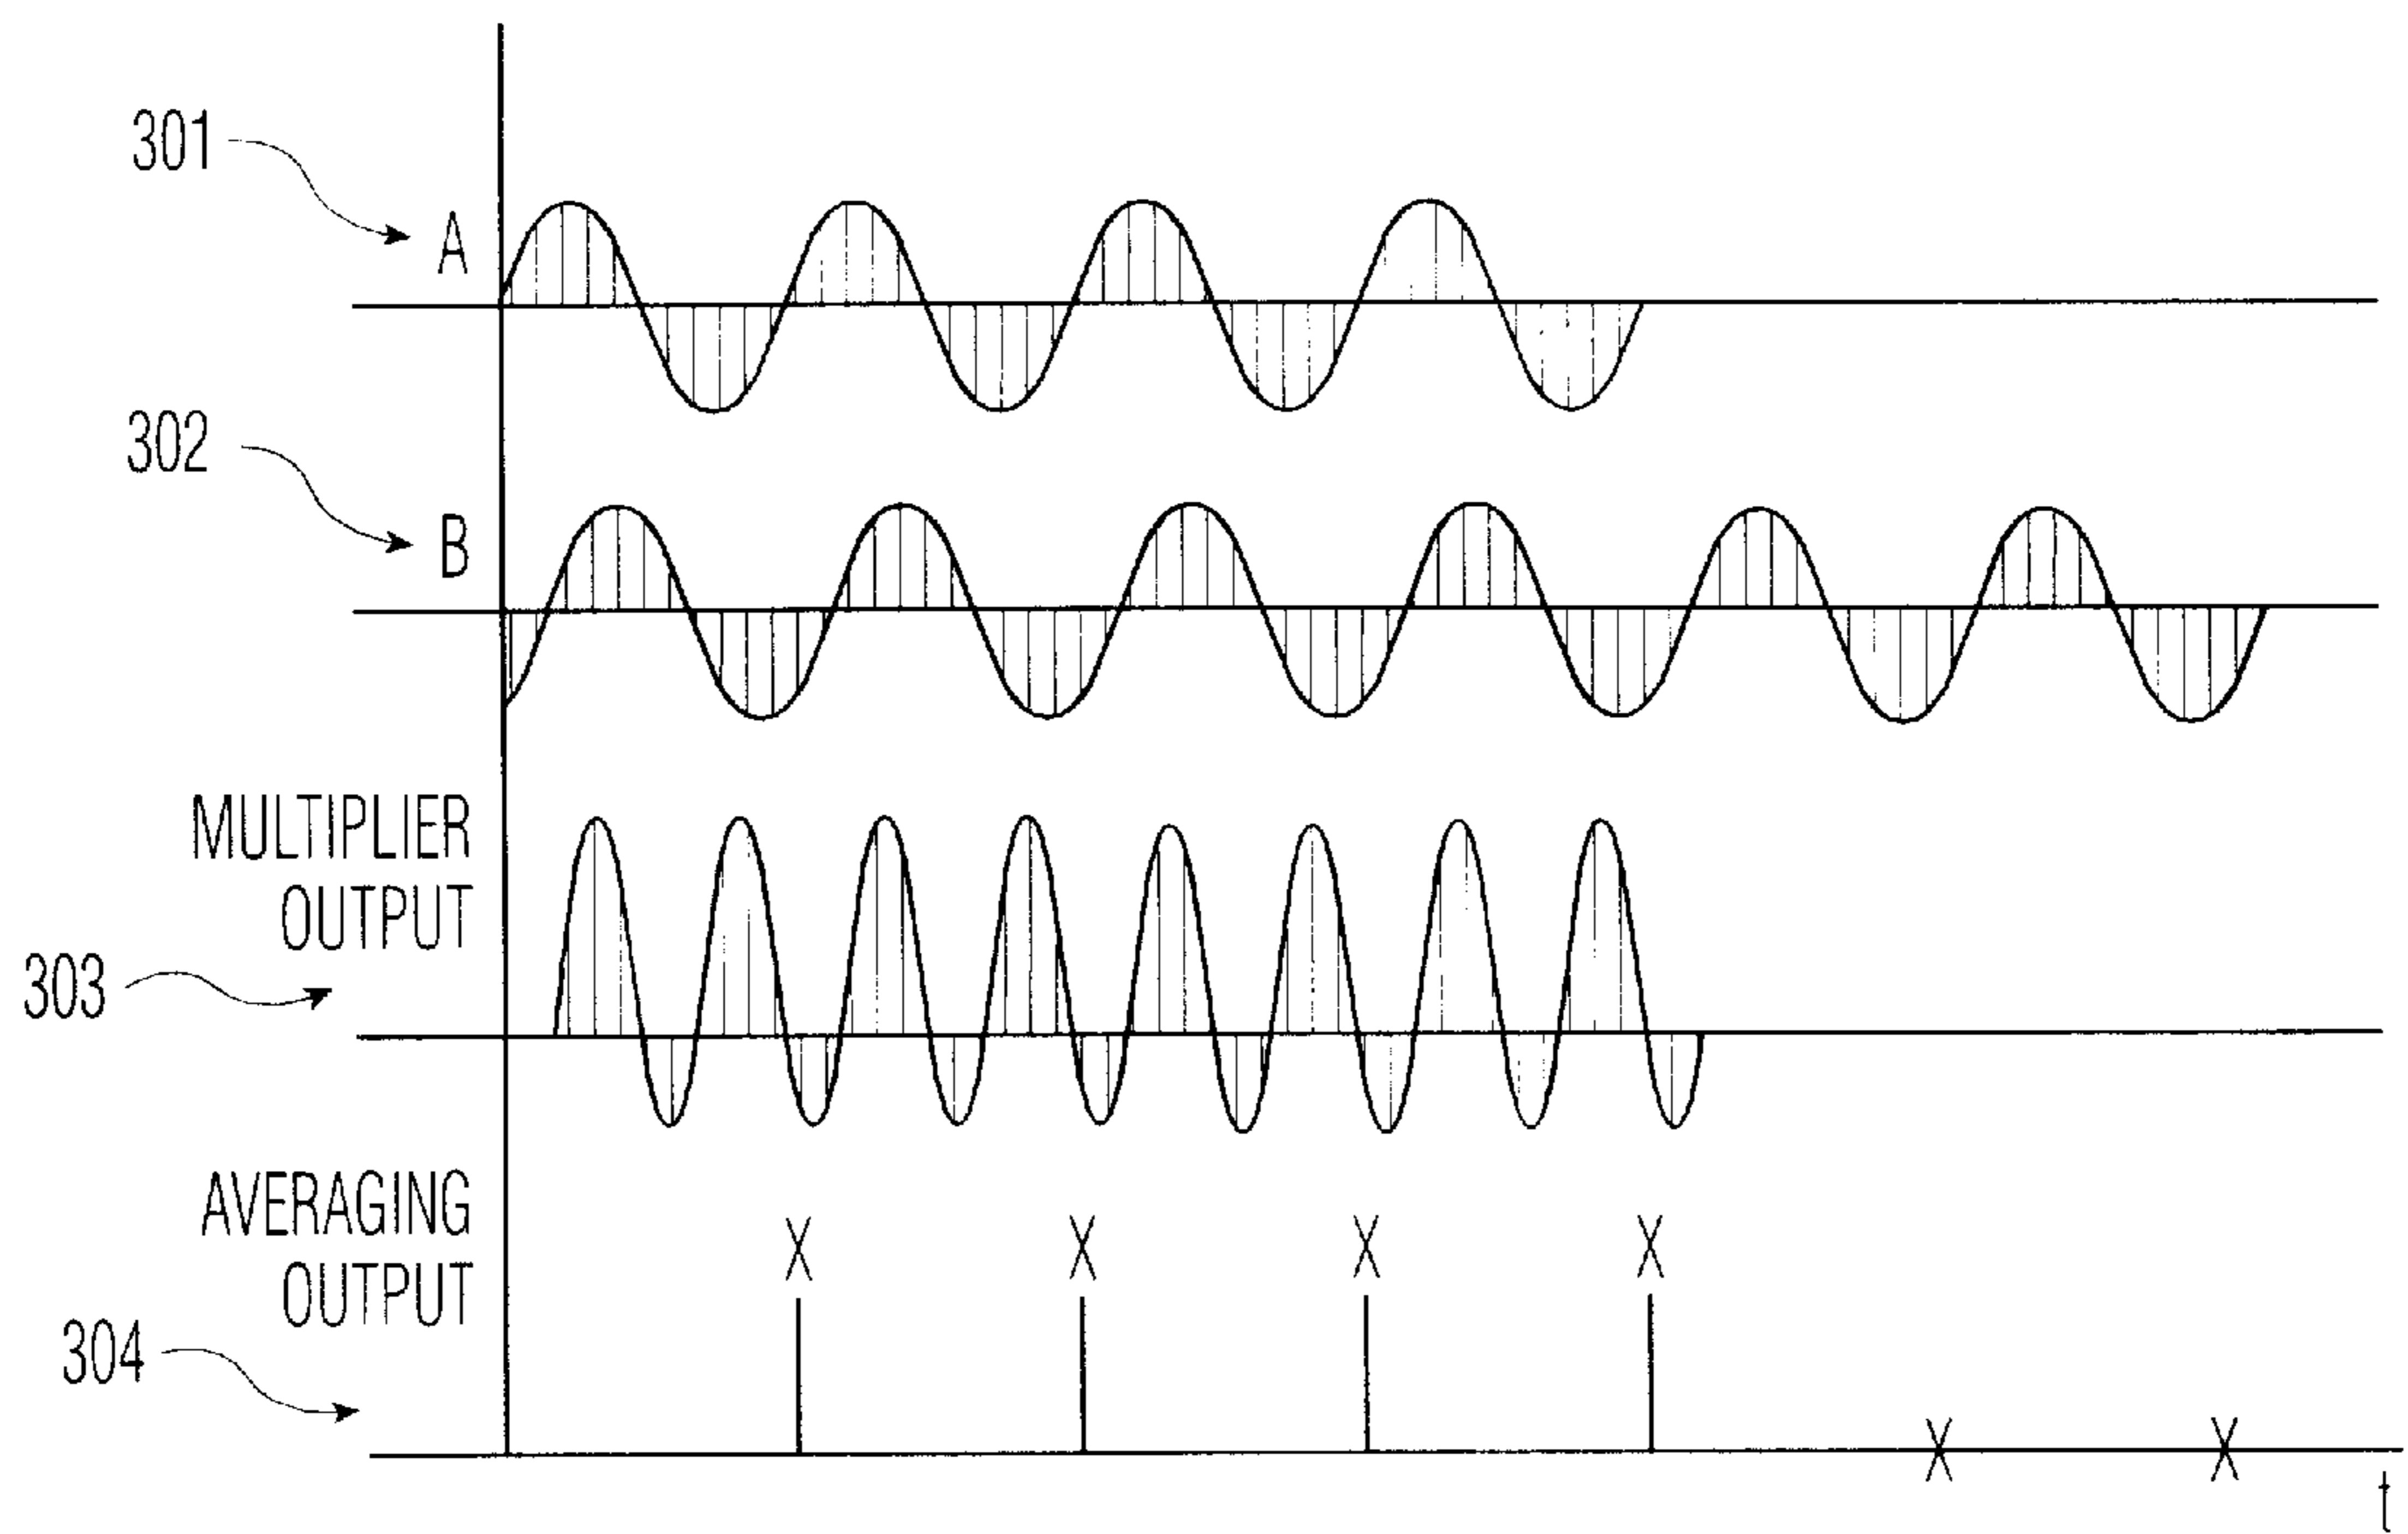 301
A
302
B
MULTIPLIER
OUTPUT
303
AVERAGING
OUTPUT
X X X X
304
X X
t